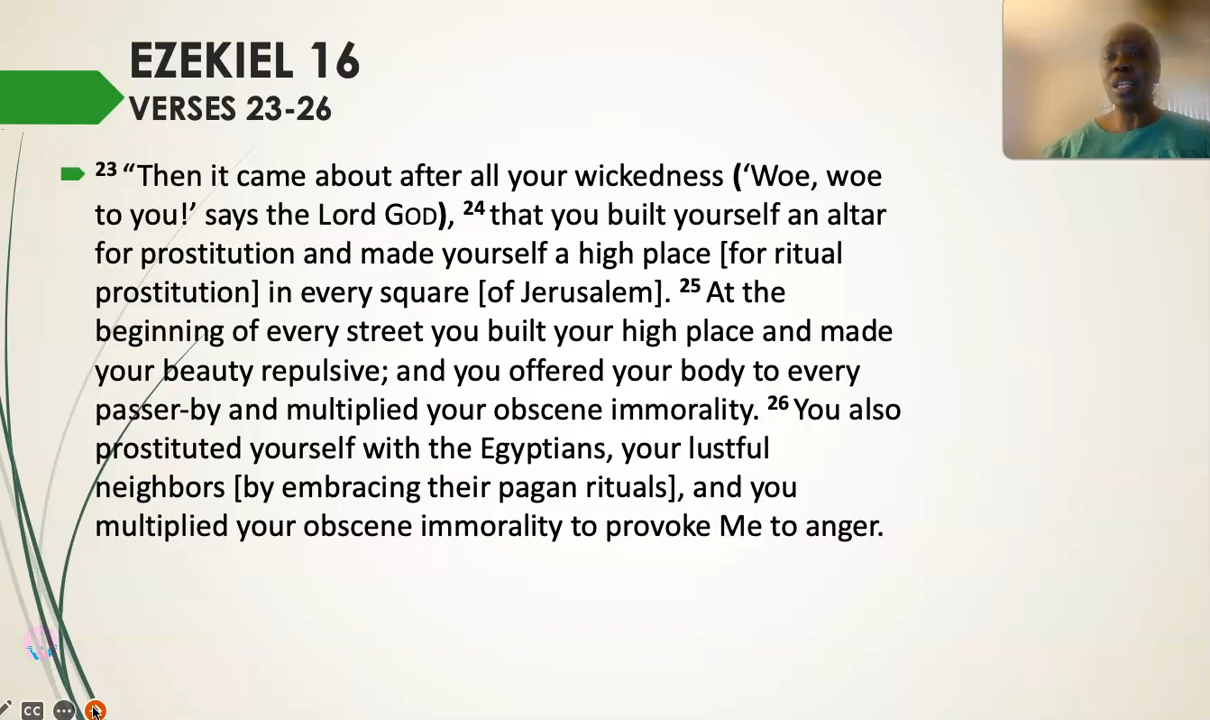 EZEKIEL 16
VERSES 23-26
23 “Then it came about after all your wickedness (‘Woe, woe
to you!’ says the Lord GOD), 24 that you built yourself an altar
for prostitution and made yourself a high place [for ritual
prostitution] in every square [of Jerusalem]. 25 At the
beginning of every street you built your high place and made
your beauty repulsive; and you offered your body to every
passer-by and multiplied your obscene immorality. 26 You also
prostituted yourself with the Egyptians, your lustful
neighbors [by embracing their pagan rituals], and you
multiplied your obscene immorality to provoke Me to anger.
CC